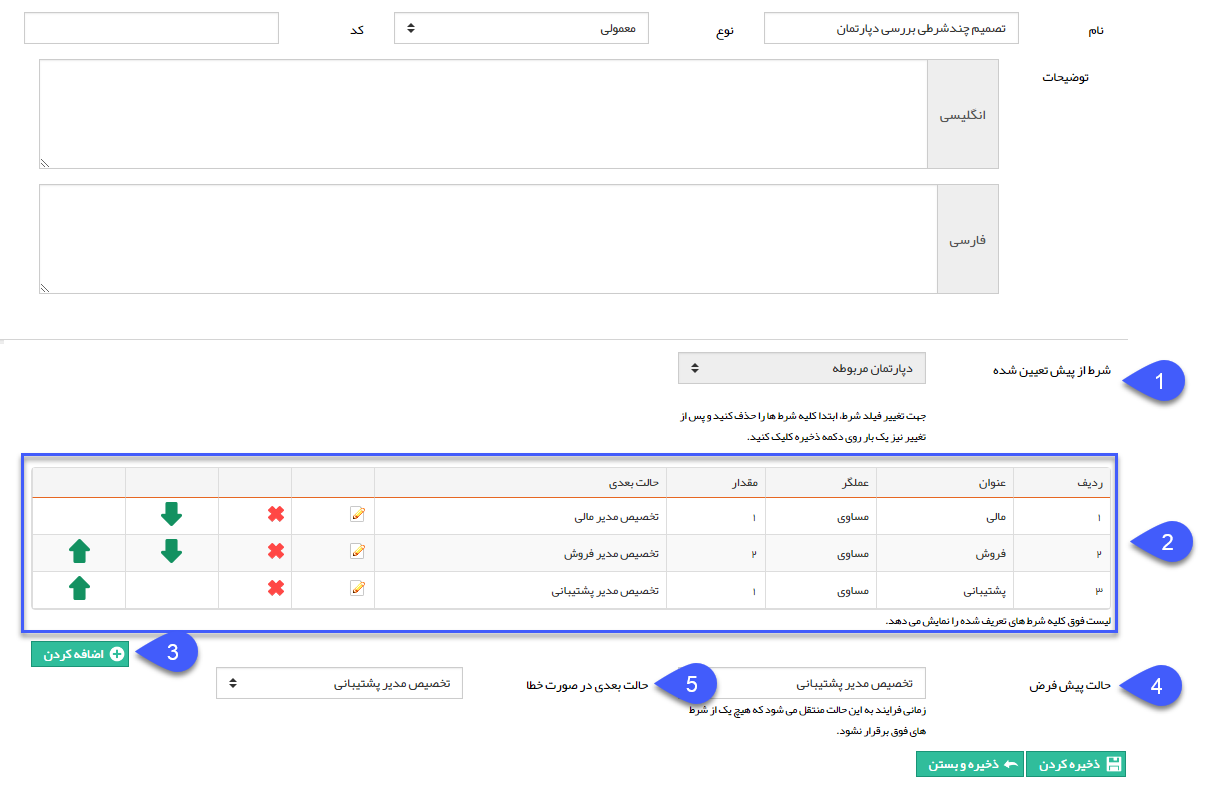 نام تصمیم چندشرطی بررسی دپارتمان نوع معمولی کد
توضیحات
انگلیسی
فارسی
شرط از پیش تعیین شده دپارتمان مربوطه
1
جهت تغییر فیلد شرط، ابتدا کلیه شرط ها را حذف کنید و پس از
تغییر نیز یک بار روی دکمه ذخیره کلیک کنید.
ردیف عنوان عملگر مقدار حالت بعدی
۱ مالی مساوی ۱ تخصیص مدیر مالی
۲ فروش مساوی ۲ تخصیص مدیر فروش
۳ پشتیبانی مساوی ۱ تخصیص مدیر پشتیبانی
2
لیست فوق کلیه شرط های تعریف شده را نمایش می دهد.
اضافه کردن
3
4
حالت پیش فرض تخصیص مدیر پشتیبانی
5
حالت بعدی در صورت خطا تخصیص مدیر پشتیبانی
زمانی فرایند به این حالت منتقل می شود که هیچ یک از شرط
های فوق برقرار نشود.
ذخیره کردن ذخیره و بستن